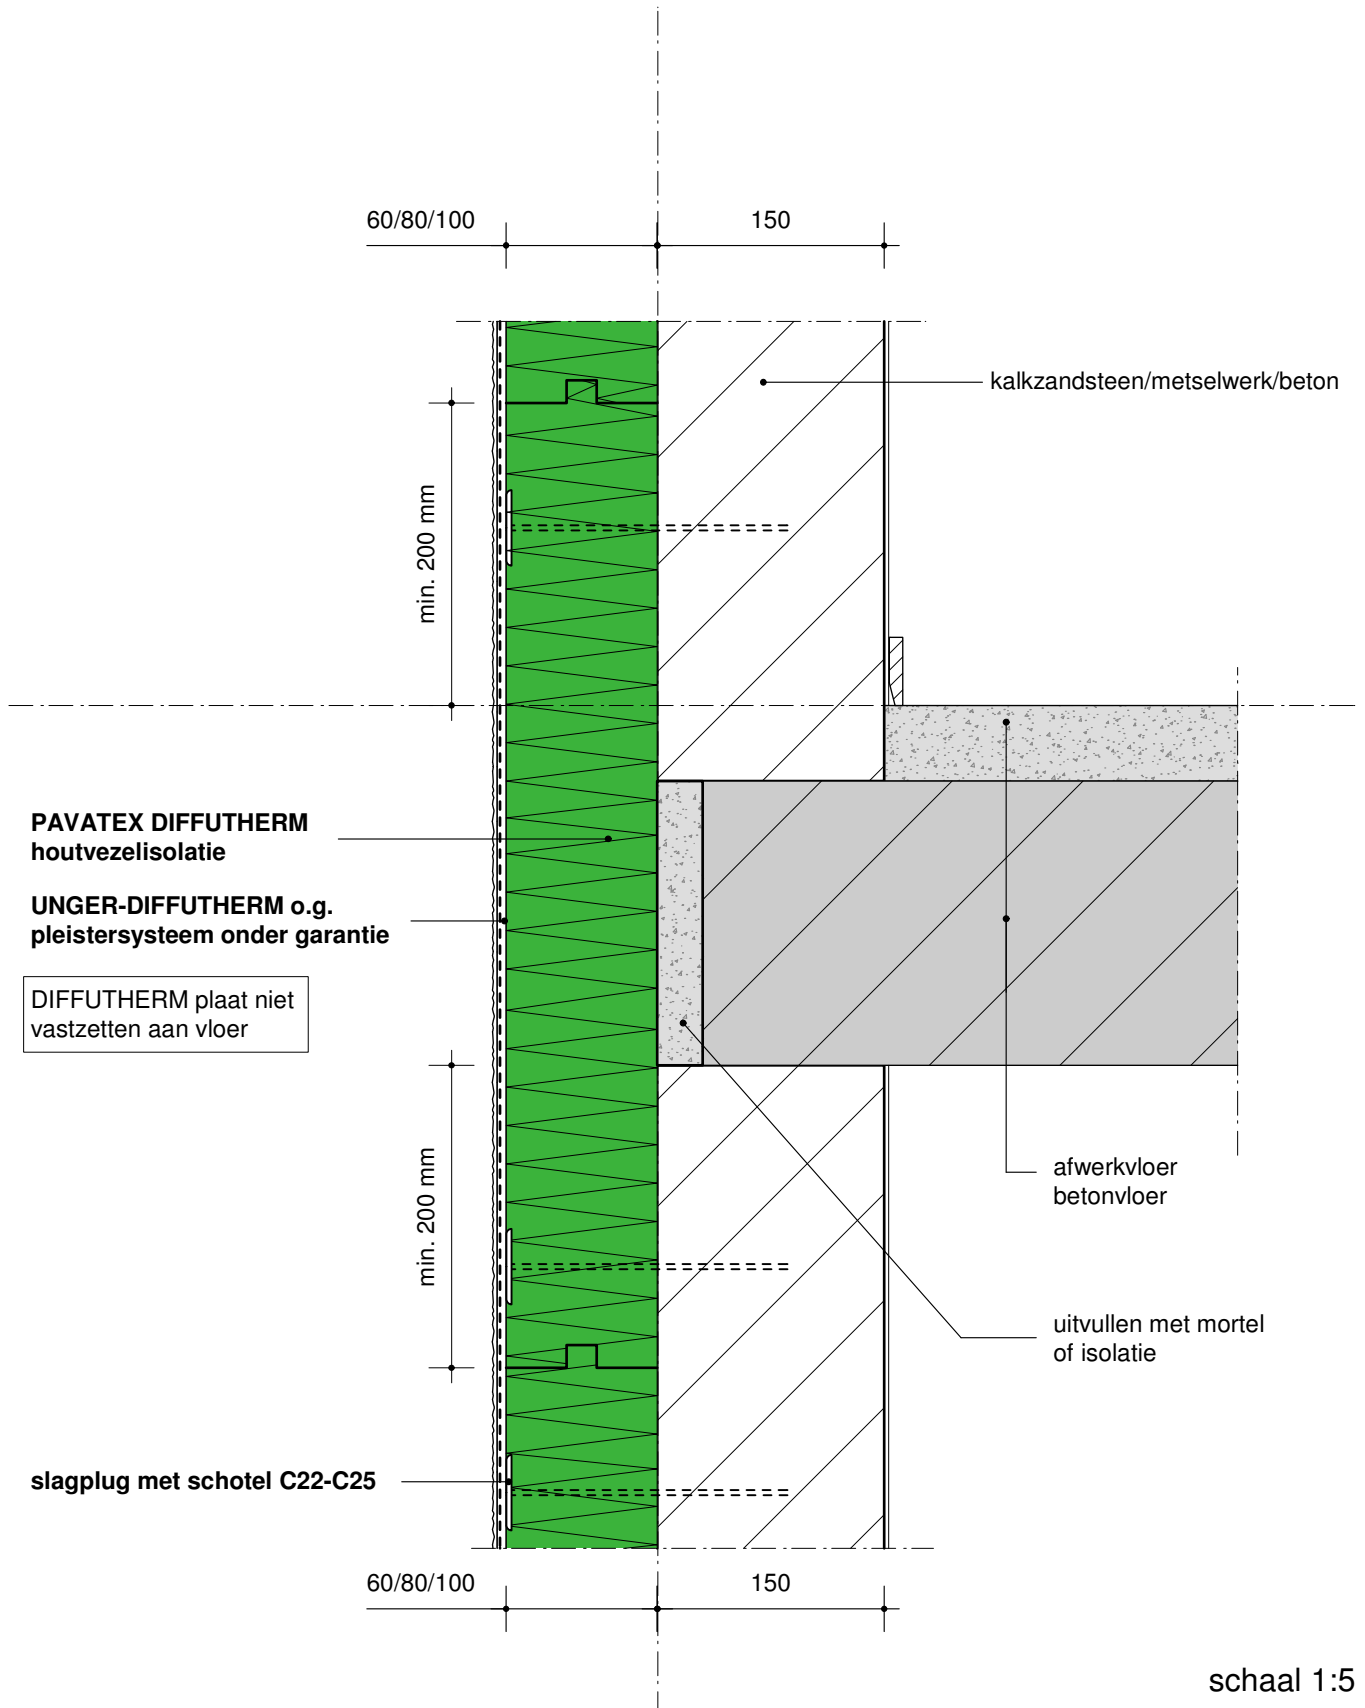 60/80/100
150
kalkzandsteen/metselwerk/beton
min. 200 mm
PAVATEX DIFFUTHERM
houtvezelisolatie
UNGER-DIFFUTHERM o.g.
pleistersysteem onder garantie
DIFFUTHERM plaat niet
vastzetten aan vloer
min. 200 mm
afwerkvloer
betonvloer
uitvullen met mortel
of isolatie
slagplug met schotel C22-C25
60/80/100
150
schaal 1:5